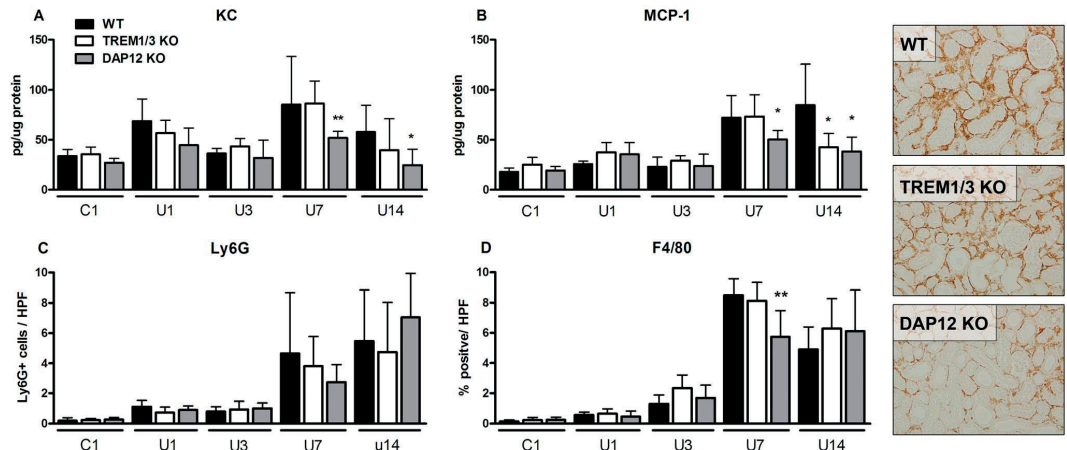 A KC
WT
TREM1/3 KO
DAP12 KO
150
100
50
0
pg/ug protein
** *
C1 U1 U3 U7 U14
B MCP-1
150
100
50
0
pg/ug protein
* * *
C1 U1 U3 U7 U14
C Ly6G
10
8
6
4
2
0
Ly6G+ cells / HPF
C1 U1 U3 U7 u14
D F4/80
10
8
6
4
2
0
% positve/ HPF
**
C1 U1 U3 U7 U14
WT
TREM1/3 KO
DAP12 KO